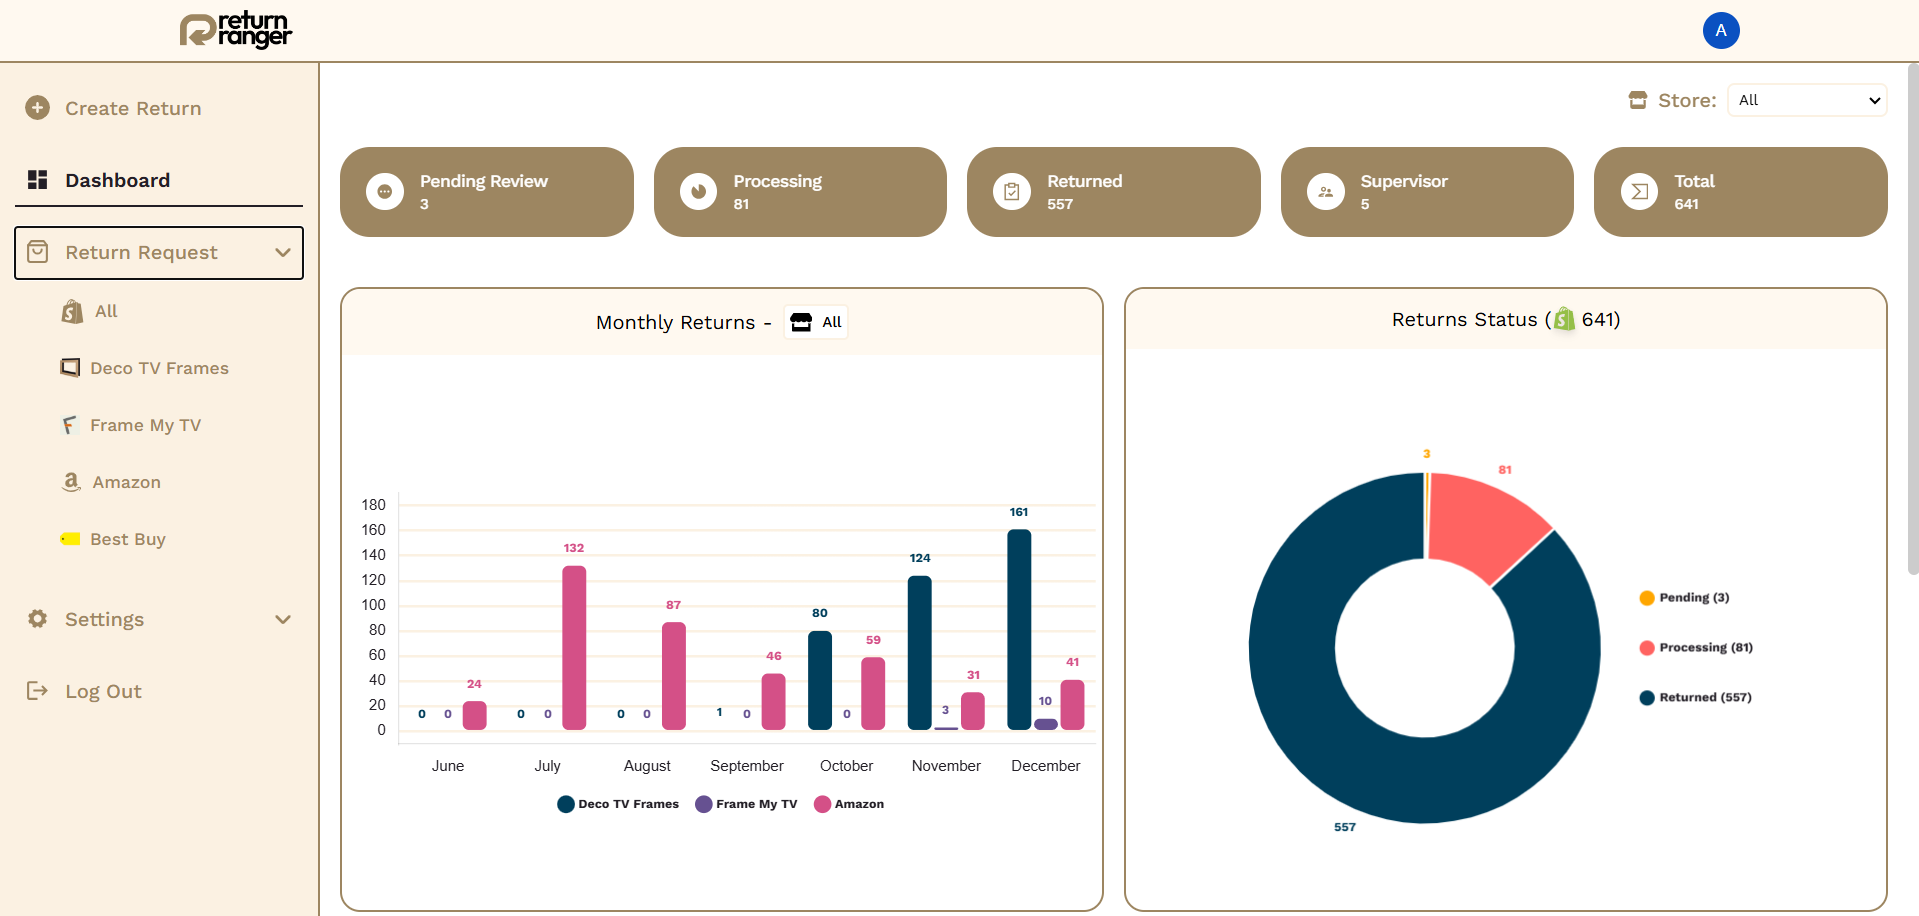 return
ranger
A
Create Return
Dashboard
Return Request
All
Deco TV Frames
Frame My TV
Amazon
Best Buy
Settings
Log Out
Store: All
Pending Review
3
Processing
81
Returned
557
Supervisor
5
Total
641
Monthly Returns - All
180
160
140
120
100
80
60
40
20
0
0 0 24
0 0 132
0 0 87
1 0 46
80 0 59
124 3 31
161 10 41
June July August September October November December
Deco TV Frames Frame My TV Amazon
Returns Status ( 641)
3
81
557
Pending (3)
Processing (81)
Returned (557)